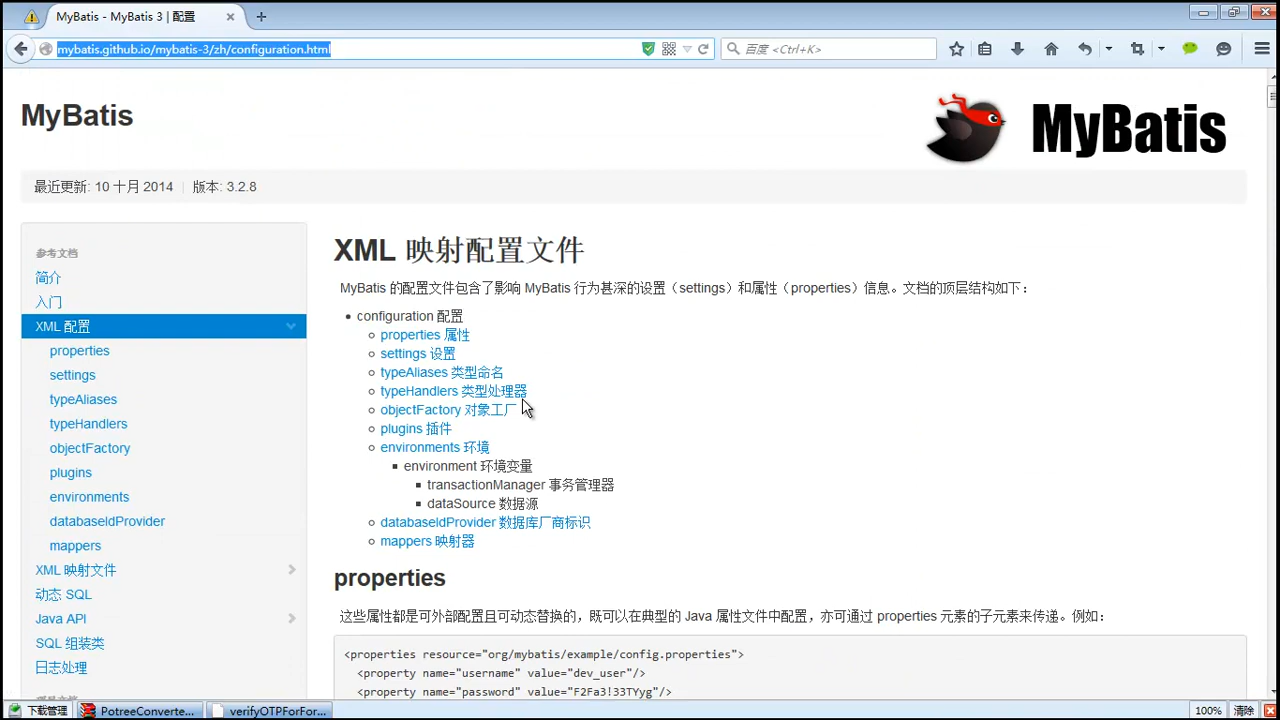 MyBatis - MyBatis 3 | 配置
mybatis.github.io/mybatis-3/zh/configuration.html
百度 <Ctrl+K>
MyBatis
MyBatis
最近更新: 10 十月 2014 | 版本: 3.2.8
参考文档
简介
入门
XML 配置
properties
settings
typeAliases
typeHandlers
objectFactory
plugins
environments
databaseIdProvider
mappers
XML 映射文件
动态 SQL
Java API
SQL 组装类
日志处理
XML 映射配置文件
MyBatis 的配置文件包含了影响 MyBatis 行为甚深的设置（settings）和属性（properties）信息。文档的顶层结构如下：
configuration 配置
properties 属性
settings 设置
typeAliases 类型命名
typeHandlers 类型处理器
objectFactory 对象工厂
plugins 插件
environments 环境
environment 环境变量
transactionManager 事务管理器
dataSource 数据源
databaseIdProvider 数据库厂商标识
mappers 映射器
properties
这些属性都是可外部配置且可动态替换的，既可以在典型的 Java 属性文件中配置，亦可通过 properties 元素的子元素来传递。例如：
<properties resource="org/mybatis/example/config.properties">
<property name="username" value="dev_user"/>
<property name="password" value="F2Fa3!33TYyg"/>
下载管理
PotreeConverte...
verifyOTPForFor...
100%
清除